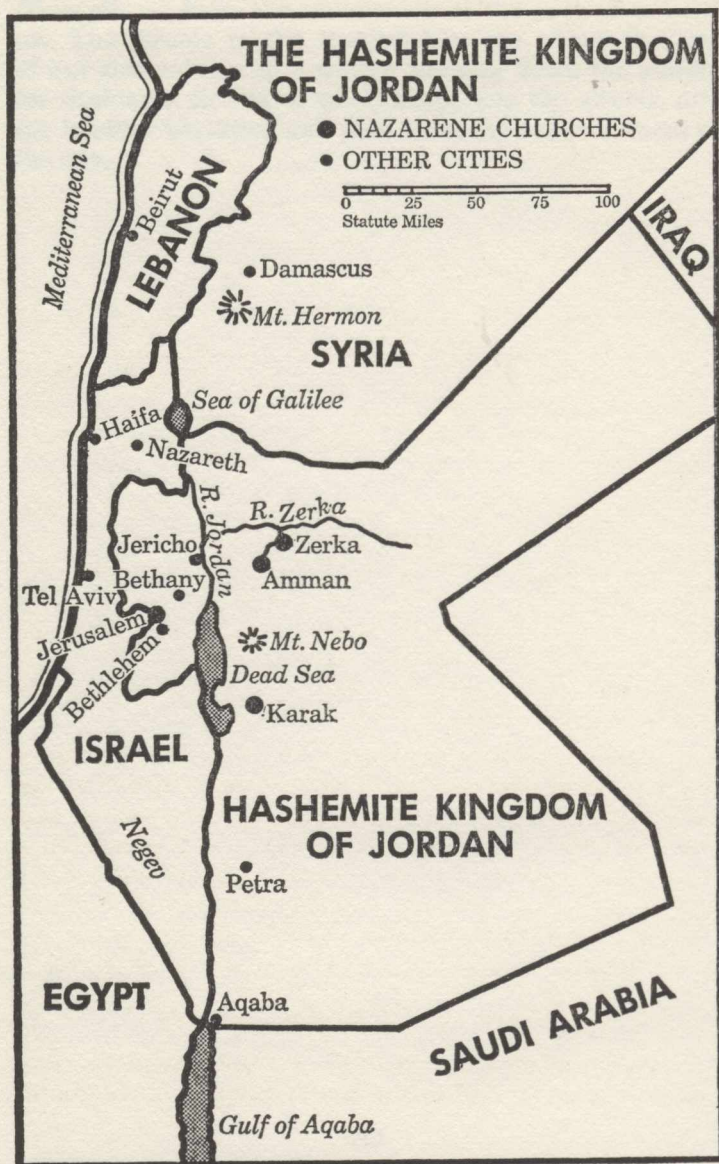 THE HASHEMITE KINGDOM
OF JORDAN
NAZARENE CHURCHES
OTHER CITIES
0 25 50 75 100
Statute Miles
Mediterranean Sea
Beirut
LEBANON
IRAQ
Damascus
Mt. Hermon
SYRIA
Sea of Galilee
Haifa
Nazareth
R. Jordan
R. Zerka
Jericho
Zerka
Bethany
Amman
Tel Aviv
Jerusalem
Mt. Nebo
Bethlehem
Dead Sea
Karak
ISRAEL
HASHEMITE KINGDOM
OF JORDAN
Negev
Petra
EGYPT
Aqaba
SAUDI ARABIA
Gulf of Aqaba